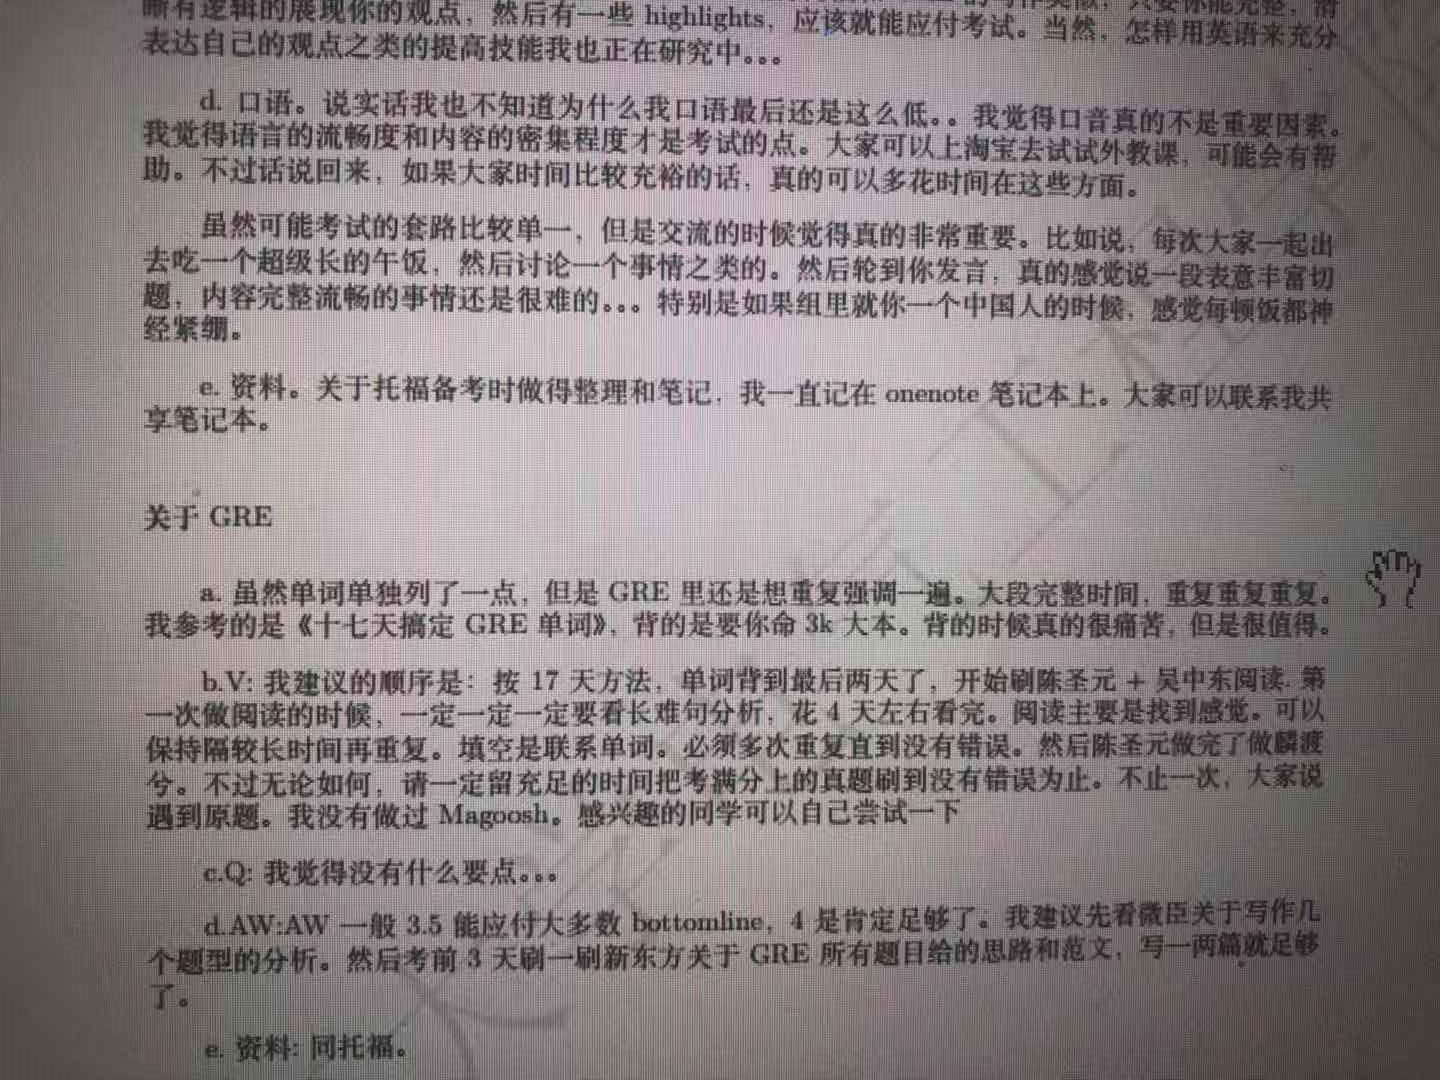 晰有逻辑的展现你的观点，然后有一些 highlights，应该就能应付考试。当然，怎样用英语来充分
表达自己的观点之类的提高技能我也正在研究中。。。
d. 口语。说实话我也不知道为什么我口语最后还是这么低。。我觉得口音真的不是重要因素。
我觉得语言的流畅度和内容的密集程度才是考试的点。大家可以上淘宝去试试外教课，可能会有帮
助。不过话说回来，如果大家时间比较充裕的话，真的可以多花时间在这些方面。
虽然可能考试的套路比较单一，但是交流的时候觉得真的非常重要。比如说，每次大家一起出
去吃一个超级长的午饭，然后讨论一个事情之类的。然后轮到你发言，真的感觉说一段表意丰富切
题，内容完整流畅的事情还是很难的。。。特别是如果组里就你一个中国人的时候，感觉每顿饭都神
经紧绷。
e. 资料。关于托福备考时做得整理和笔记，我一直记在 onenote 笔记本上。大家可以联系我共
享笔记本。
关于 GRE
a. 虽然单词单独列了一点，但是 GRE 里还是想重复强调一遍。大段完整时间，重复重复重复。
我参考的是《十七天搞定 GRE 单词》，背的是要你命 3k 大本。背的时候真的很痛苦，但是很值得。
b.V: 我建议的顺序是：按 17 天方法，单词背到最后两天了，开始刷陈圣元 + 吴中东阅读. 第
一次做阅读的时候，一定一定一定要看长难句分析，花 4 天左右看完。阅读主要是找到感觉。可以
保持隔较长时间再重复。填空是联系单词。必须多次重复直到没有错误。然后陈圣元做完了做麟渡
兮。不过无论如何，请一定留充足的时间把考满分上的真题刷到没有错误为止。不止一次，大家说
遇到原题。我没有做过 Magoosh。感兴趣的同学可以自己尝试一下
c.Q: 我觉得没有什么要点。。。
d.AW:AW 一般 3.5 能应付大多数 bottomline，4 是肯定足够了。我建议先看微臣关于写作几
个题型的分析。然后考前 3 天刷一刷新东方关于 GRE 所有题目给的思路和范文，写一两篇就足够
了。
e. 资料: 同托福。